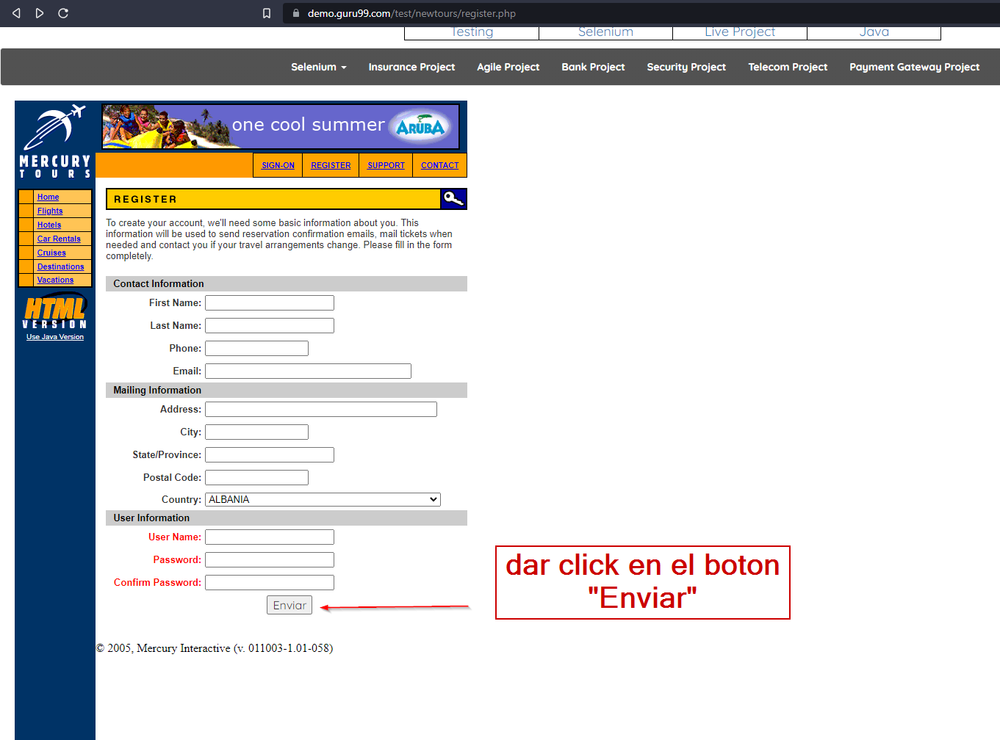 demo.guru99.com/test/newtours/register.php
Testing Selenium Live Project Java
Selenium Insurance Project Agile Project Bank Project Security Project Telecom Project Payment Gateway Project
one cool summer ARUBA
MERCURY
TOURS
SIGN-ON REGISTER SUPPORT CONTACT
Home
Flights
Hotels
Car Rentals
Cruises
Destinations
Vacations
HTML
VERSION
Use Java Version
REGISTER
To create your account, we'll need some basic information about you. This
information will be used to send reservation confirmation emails, mail tickets when
needed and contact you if your travel arrangements change. Please fill in the form
completely.
Contact Information
First Name:
Last Name:
Phone:
Email:
Mailing Information
Address:
City:
State/Province:
Postal Code:
Country: ALBANIA
User Information
User Name:
Password:
Confirm Password:
Enviar
dar click en el boton
"Enviar"
© 2005, Mercury Interactive (v. 011003-1.01-058)